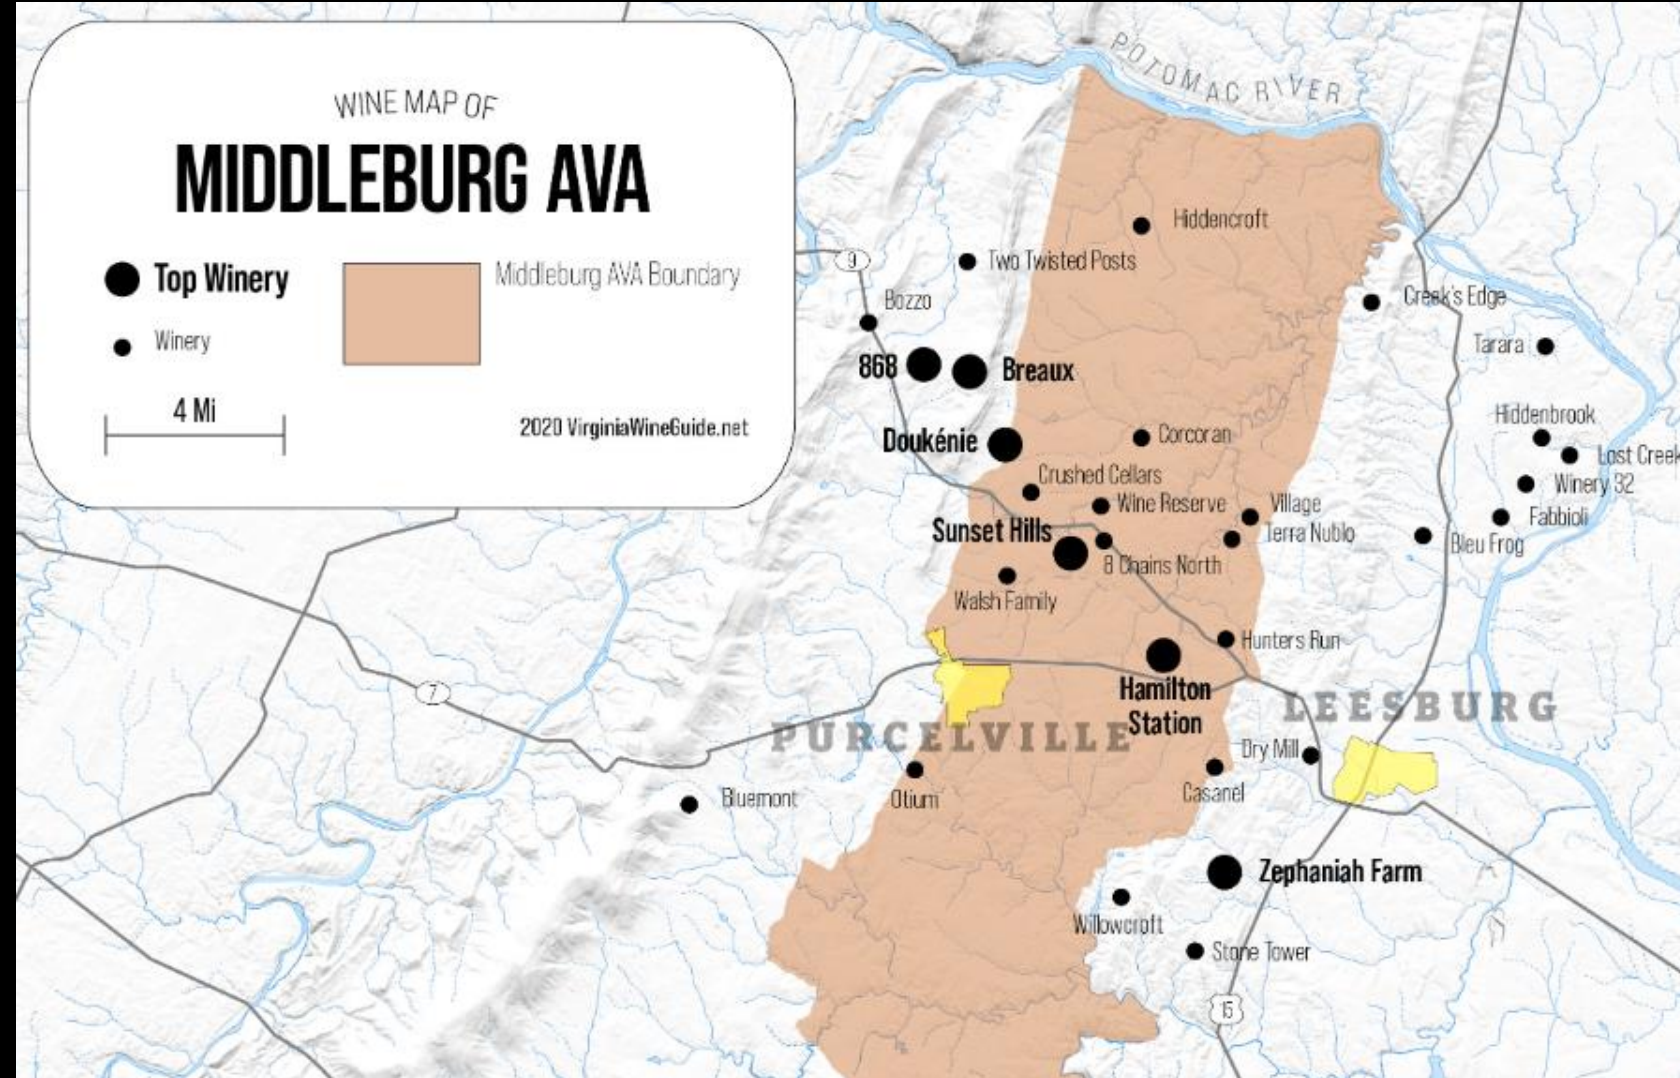 WINE MAP OF
MIDDLEBURG AVA
Top Winery
Middleburg AVA Boundary
Winery
4 Mi
2020 VirginiaWineGuide.net
POTOMAC RIVER
Hiddencroft
9
Two Twisted Posts
Bozzo
Creek's Edge
Tarara
868
Breaux
Hiddenbrook
Doukénie
Corcoran
Lost Creek
Crushed Cellars
Winery 32
Wine Reserve
Village
Fabbioli
Sunset Hills
Terra Nublo
Bleu Frog
8 Chains North
Walsh Family
Hunters Run
7
Hamilton
Station
LEESBURG
PURCELVILLE
Dry Mill
Casanel
Otium
Bluemont
Zephaniah Farm
Willowcroft
Stone Tower
15